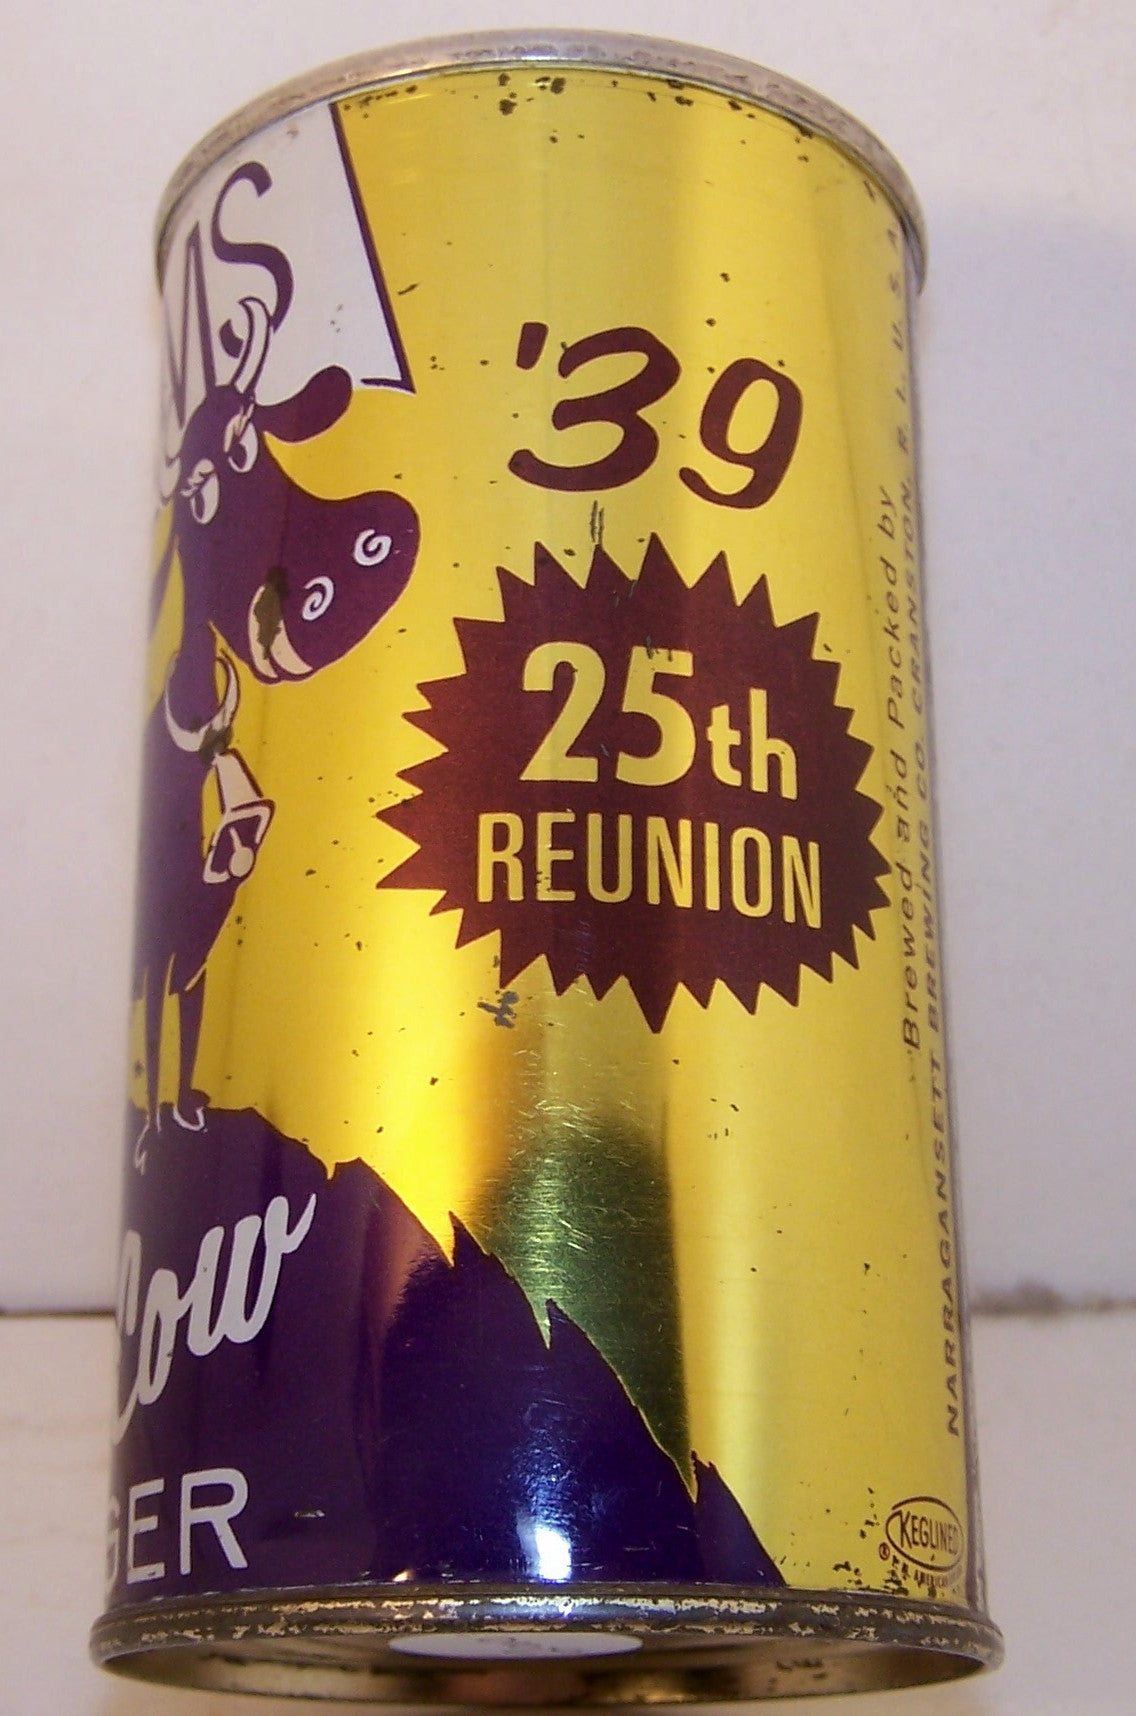 MS
'39
25th
REUNION
Cow
GER
Brewed and Packed by
NARRAGANSETT BREWING CO. CRANSTON, R. I., U. S. A.
KEGLINED